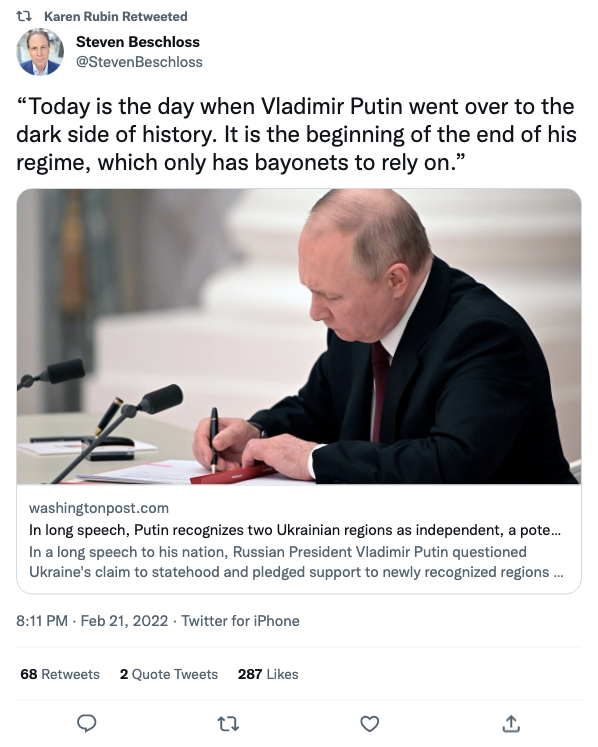 Karen Rubin Retweeted
Steven Beschloss
@StevenBeschloss
“Today is the day when Vladimir Putin went over to the
dark side of history. It is the beginning of the end of his
regime, which only has bayonets to rely on.”
washingtonpost.com
In long speech, Putin recognizes two Ukrainian regions as independent, a pote...
In a long speech to his nation, Russian President Vladimir Putin questioned
Ukraine's claim to statehood and pledged support to newly recognized regions ...
8:11 PM · Feb 21, 2022 · Twitter for iPhone
68 Retweets 2 Quote Tweets 287 Likes